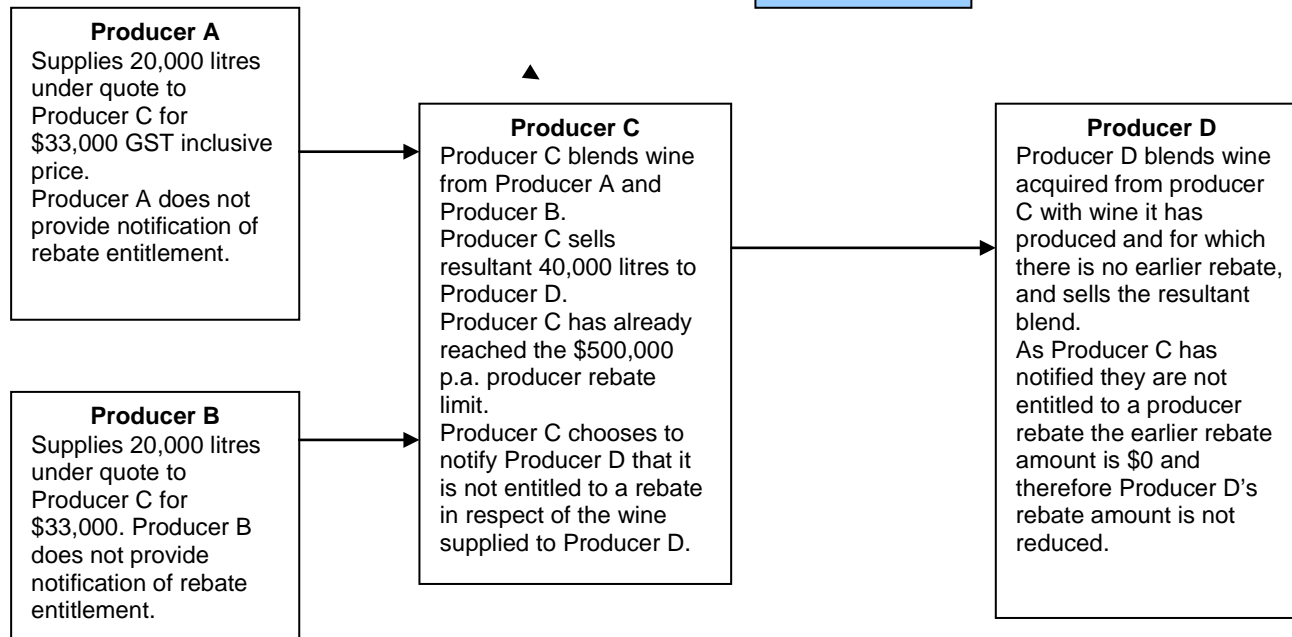 Producer A
Supplies 20,000 litres
under quote to
Producer C for
$33,000 GST inclusive
price.
Producer A does not
provide notification of
rebate entitlement.
Producer B
Supplies 20,000 litres
under quote to
Producer C for
$33,000. Producer B
does not provide
notification of rebate
entitlement.
Producer C
Producer C blends wine
from Producer A and
Producer B.
Producer C sells
resultant 40,000 litres to
Producer D.
Producer C has already
reached the $500,000
p.a. producer rebate
limit.
Producer C chooses to
notify Producer D that it
is not entitled to a rebate
in respect of the wine
supplied to Producer D.
Producer D
Producer D blends wine
acquired from producer
C with wine it has
produced and for which
there is no earlier rebate,
and sells the resultant
blend.
As Producer C has
notified they are not
entitled to a producer
rebate the earlier rebate
amount is $0 and
therefore Producer D's
rebate amount is not
reduced.